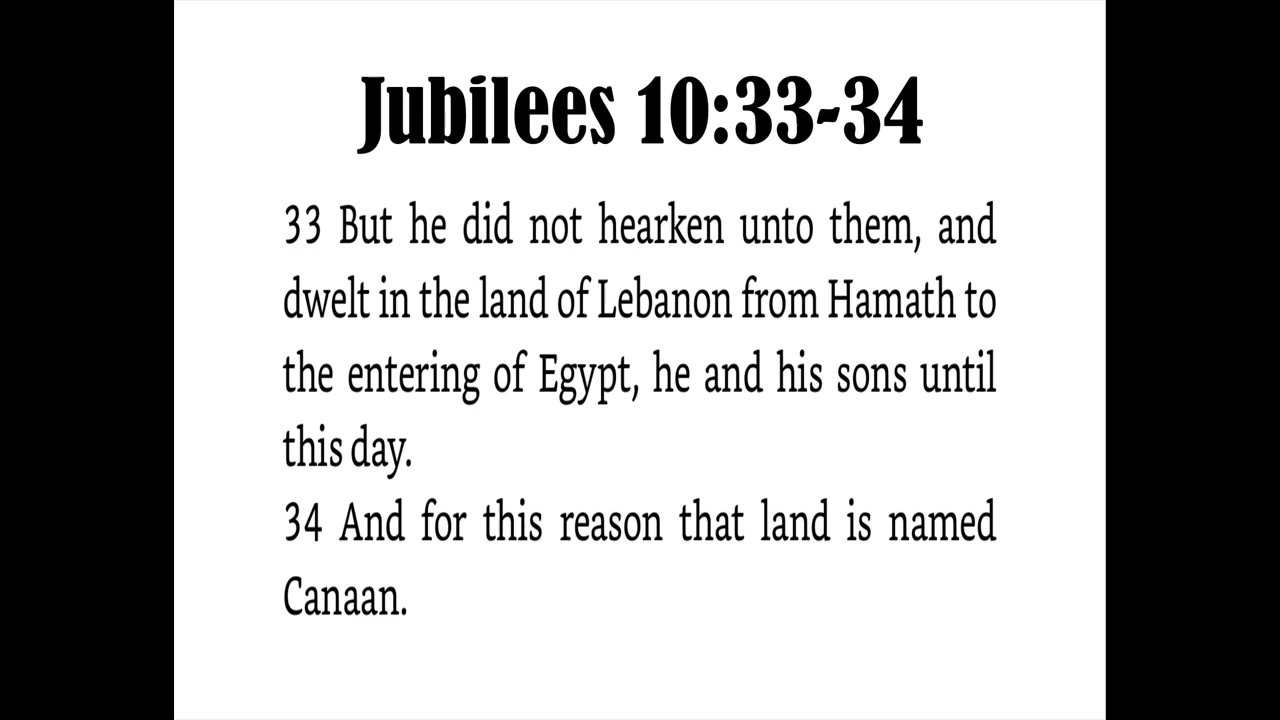 Jubilees 10:33-34
33 But he did not hearken unto them, and
dwelt in the land of Lebanon from Hamath to
the entering of Egypt, he and his sons until
this day.
34 And for this reason that land is named
Canaan.